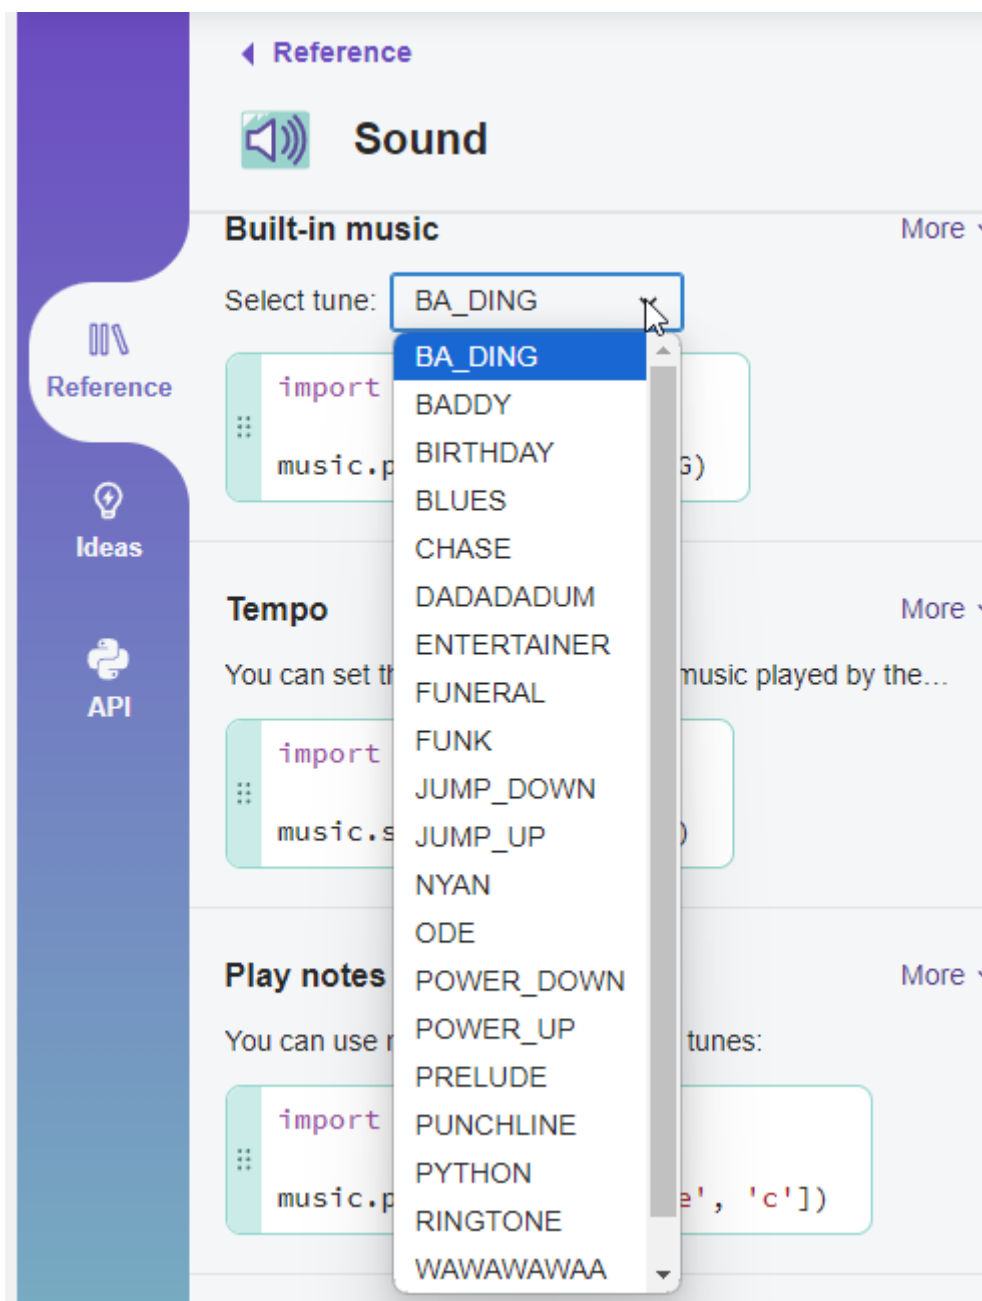 Reference
Sound
Built-in music
More
Select tune: BA_DING
BA_DING
BADDY
BIRTHDAY
BLUES
CHASE
DADADADUM
ENTERTAINER
FUNERAL
FUNK
JUMP_DOWN
JUMP_UP
NYAN
ODE
POWER_DOWN
POWER_UP
PRELUDE
PUNCHLINE
PYTHON
RINGTONE
WAWAWAWAA
import
music.p G)
Tempo
More
You can set th music played by the...
import
music.s )
Play notes
More
You can use tunes:
import
music.p e', 'c'])
Reference
Ideas
API